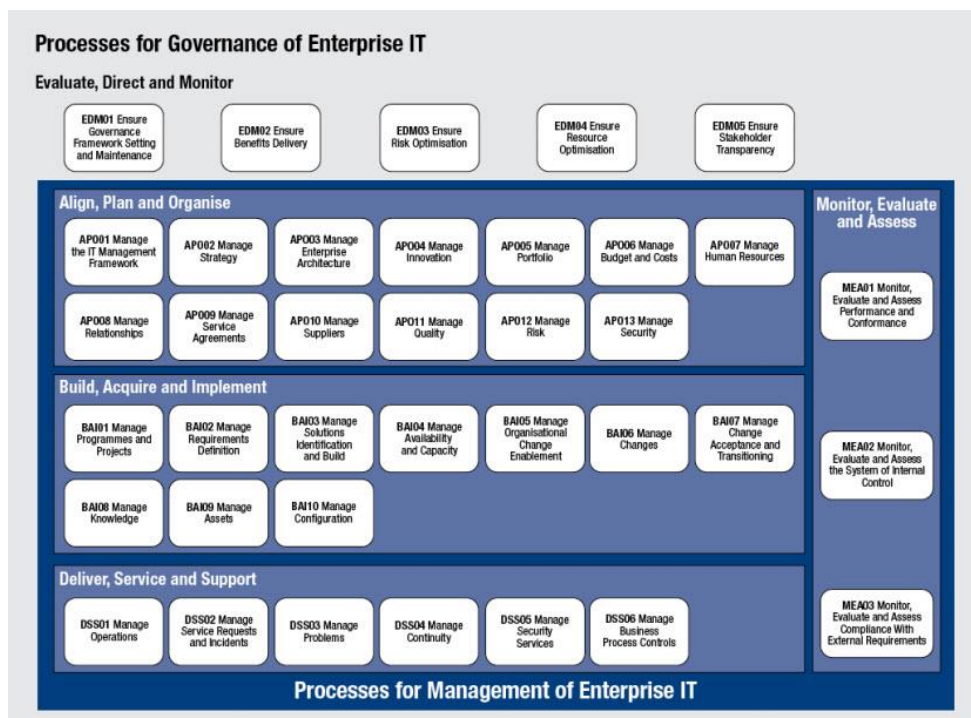 Processes for Governance of Enterprise IT
Evaluate, Direct and Monitor
EDM01 Ensure
Governance
Framework Setting
and Maintenance
EDM02 Ensure
Benefits Delivery
EDM03 Ensure
Risk Optimisation
EDM04 Ensure
Resource
Optimisation
EDM05 Ensure
Stakeholder
Transparency
Align, Plan and Organise
APO01 Manage
the IT Management
Framework
APO02 Manage
Strategy
APO03 Manage
Enterprise
Architecture
APO04 Manage
Innovation
APO05 Manage
Portfolio
APO06 Manage
Budget and Costs
APO07 Manage
Human Resources
APO08 Manage
Relationships
APO09 Manage
Service
Agreements
APO10 Manage
Suppliers
APO11 Manage
Quality
APO12 Manage
Risk
APO13 Manage
Security
Build, Acquire and Implement
BAI01 Manage
Programmes and
Projects
BAI02 Manage
Requirements
Definition
BAI03 Manage
Solutions
Identification
and Build
BAI04 Manage
Availability
and Capacity
BAI05 Manage
Organisational
Change
Enablement
BAI06 Manage
Changes
BAI07 Manage
Change
Acceptance and
Transitioning
BAI08 Manage
Knowledge
BAI09 Manage
Assets
BAI10 Manage
Configuration
Deliver, Service and Support
DSS01 Manage
Operations
DSS02 Manage
Service Requests
and Incidents
DSS03 Manage
Problems
DSS04 Manage
Continuity
DSS05 Manage
Security
Services
DSS06 Manage
Business
Process Controls
Monitor, Evaluate
and Assess
MEA01 Monitor,
Evaluate and Assess
Performance and
Conformance
MEA02 Monitor,
Evaluate and Assess
the System of Internal
Control
MEA03 Monitor,
Evaluate and Assess
Compliance With
External Requirements
Processes for Management of Enterprise IT